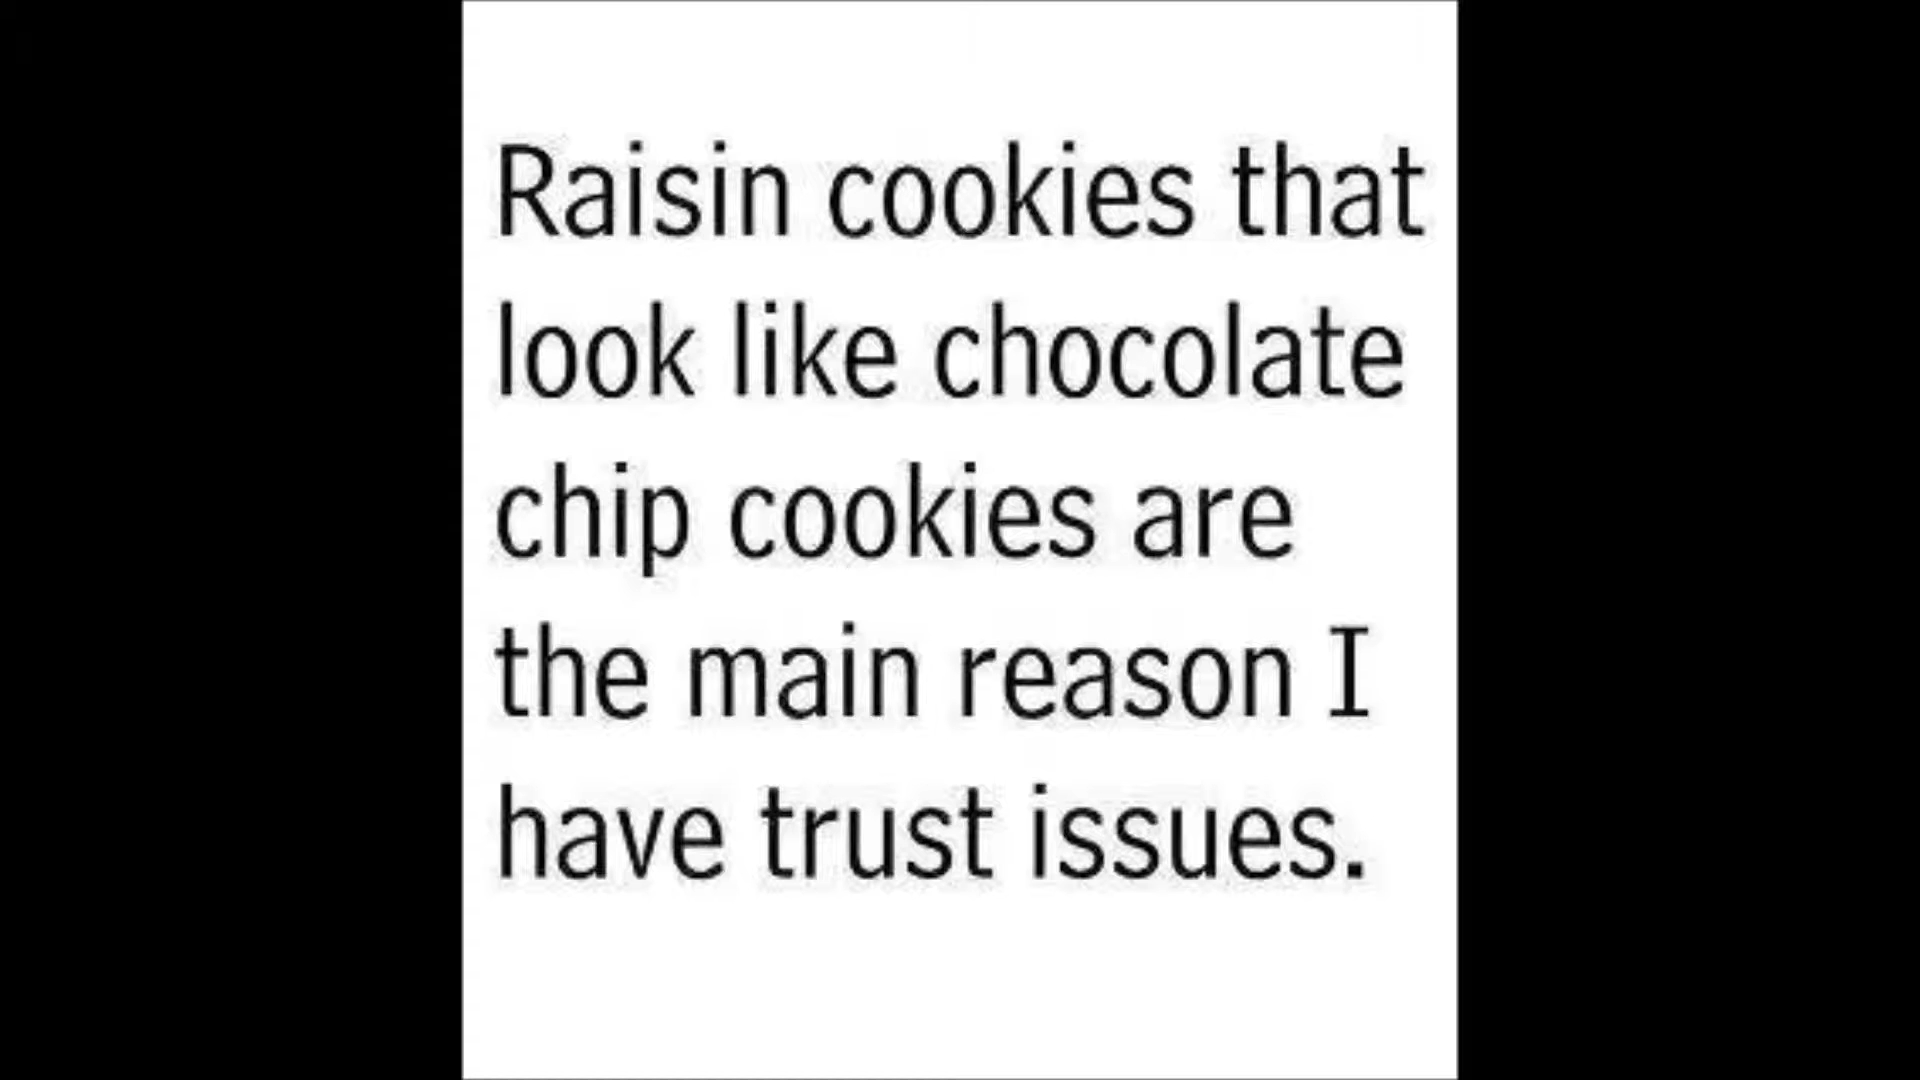 Raisin cookies that
look like chocolate
chip cookies are
the main reason I
have trust issues.